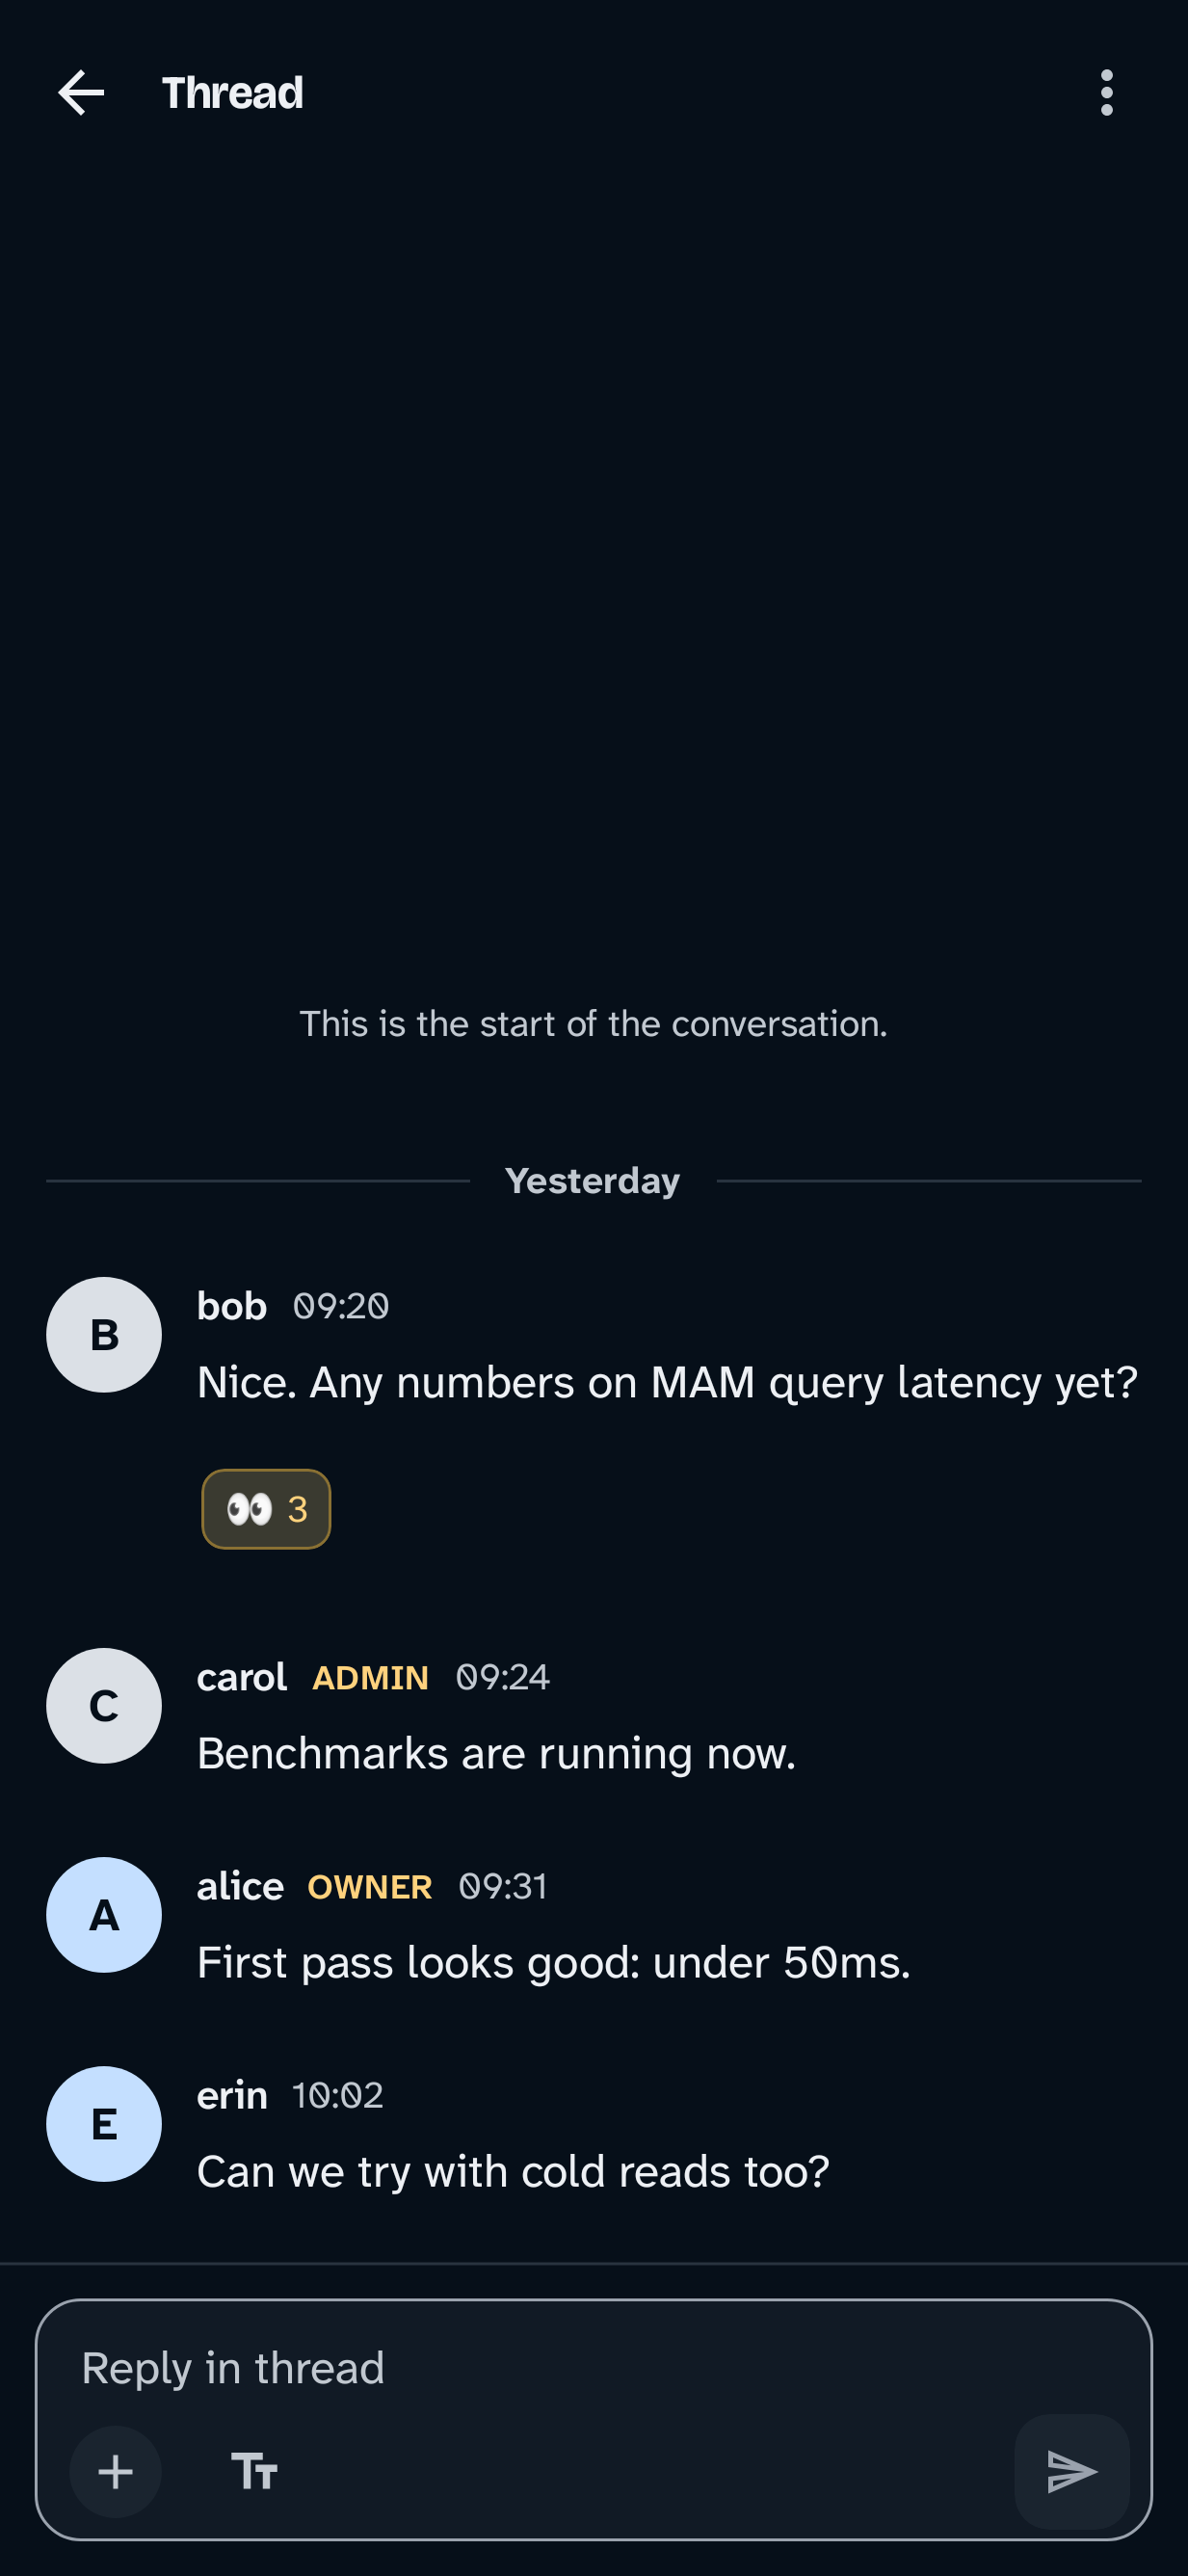 Thread
This is the start of the conversation.
Yesterday
B
bob 09:20
Nice. Any numbers on MAM query latency yet?
👀 3
C
carol ADMIN 09:24
Benchmarks are running now.
A
alice OWNER 09:31
First pass looks good: under 50ms.
E
erin 10:02
Can we try with cold reads too?
Reply in thread